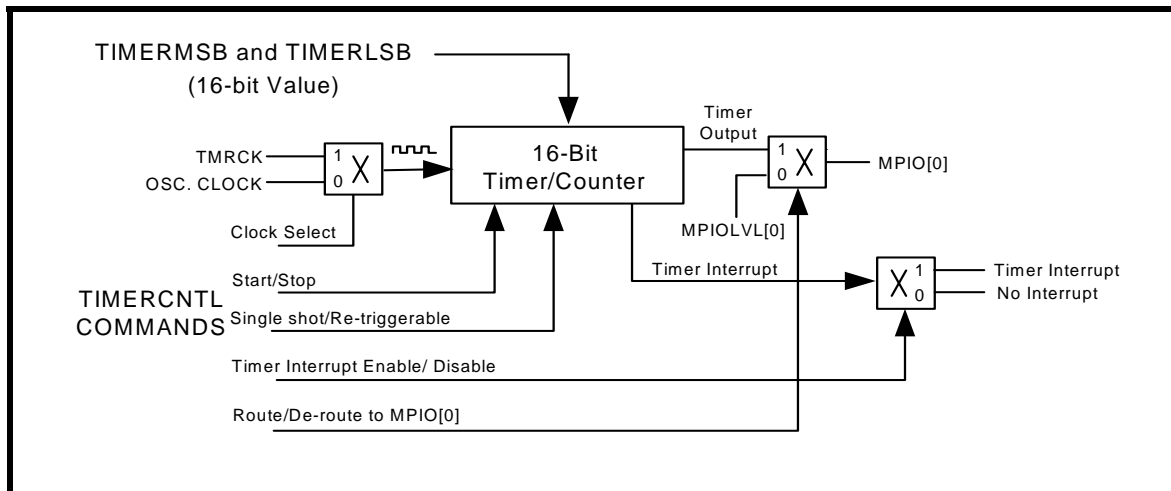 TIMERMSB and TIMERLSB
(16-bit Value)
Timer
Output
TMRCK
OSC. CLOCK
1
0
X
16-Bit
Timer/Counter
1
0
X
MPIO[0]
Clock Select
MPIOLVL[0]
Start/Stop
Timer Interrupt
X
1
0
Timer Interrupt
No Interrupt
TIMERCNTL
COMMANDS
Single shot/Re-triggerable
Timer Interrupt Enable/ Disable
Route/De-route to MPIO[0]